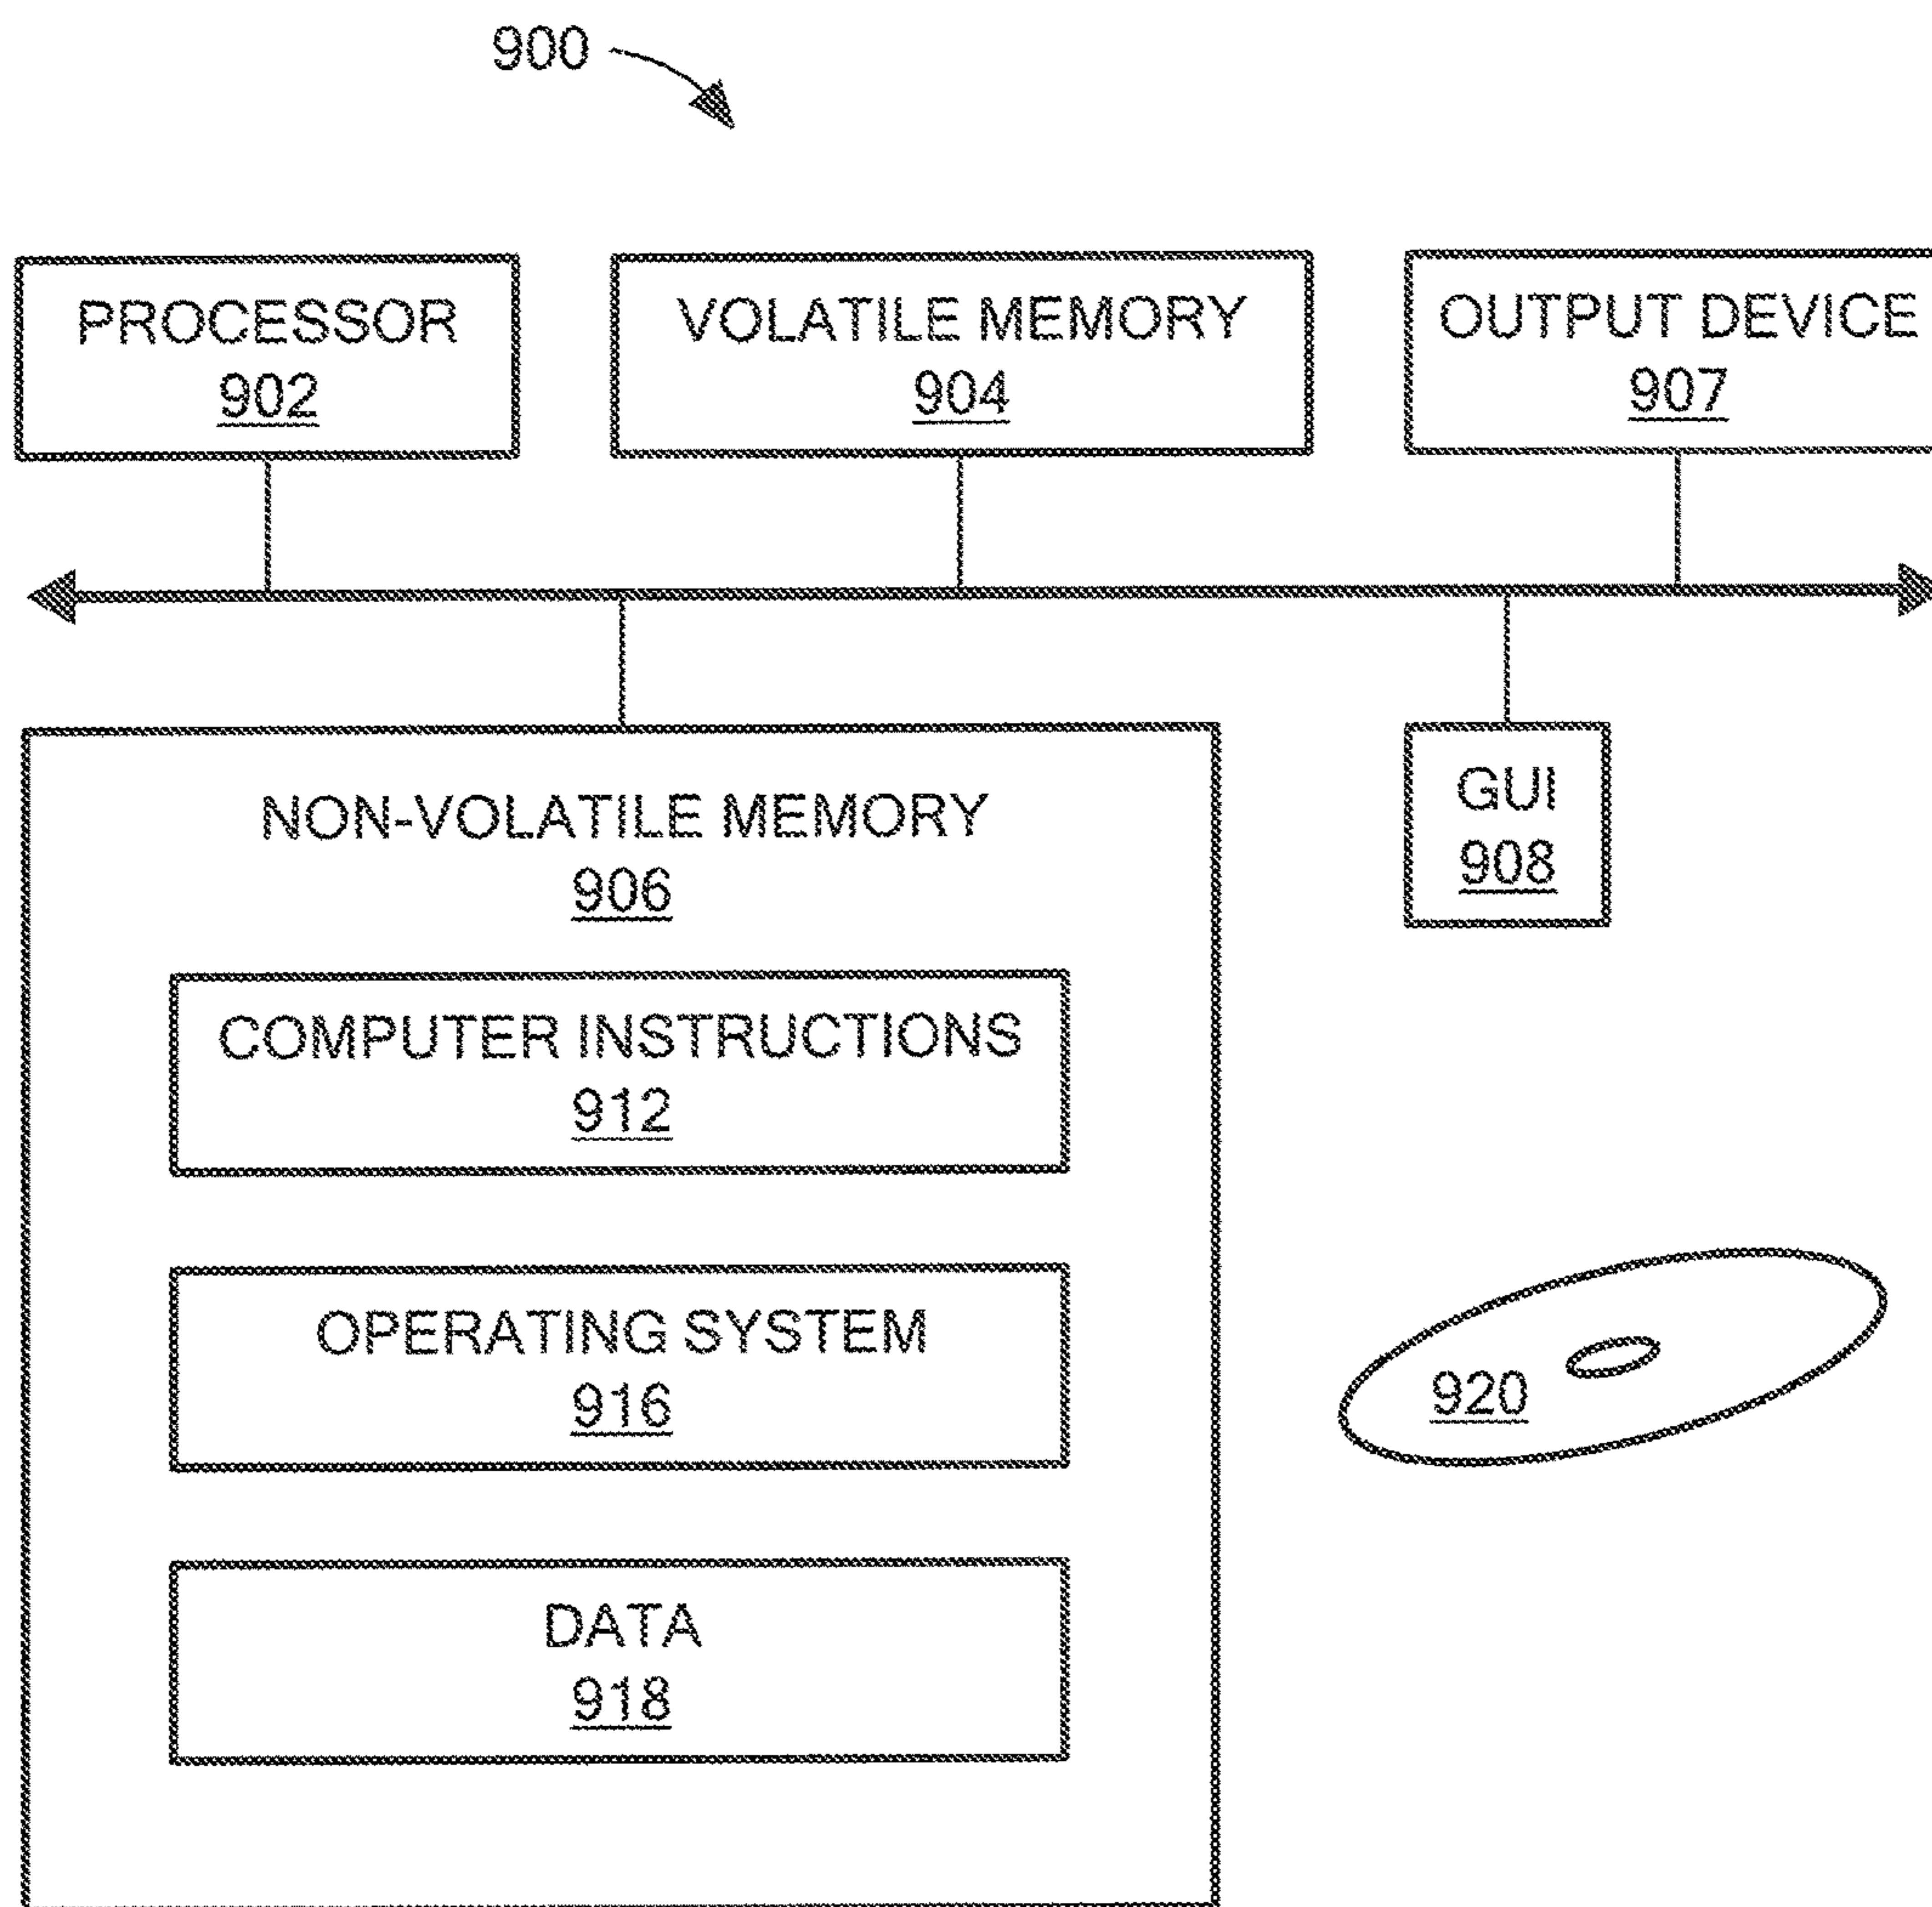 900
PROCESSOR
902
VOLATILE MEMORY
904
OUTPUT DEVICE
907
NON-VOLATILE MEMORY
906
GUI
908
COMPUTER INSTRUCTIONS
912
OPERATING SYSTEM
916
920
DATA
918